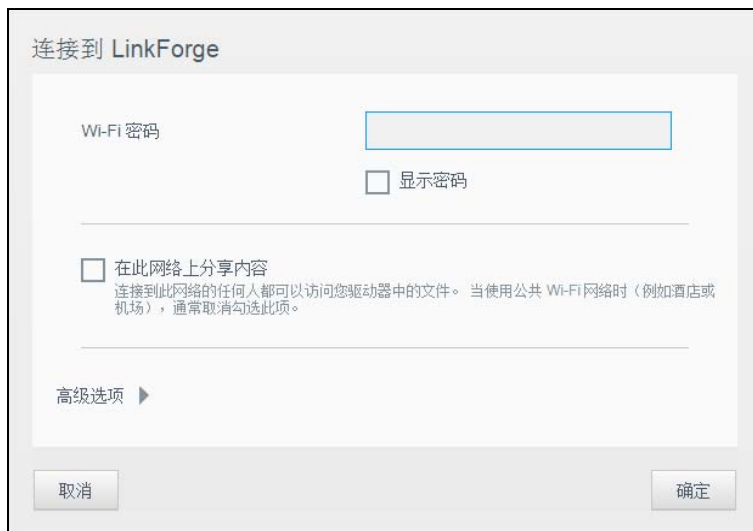 连接到 LinkForge
Wi-Fi 密码
显示密码
在此网络上分享内容
连接到此网络的任何人都可以访问您驱动器中的文件。 当使用公共 Wi-Fi 网络时（例如酒店或
机场），通常取消勾选此项。
高级选项
取消
确定